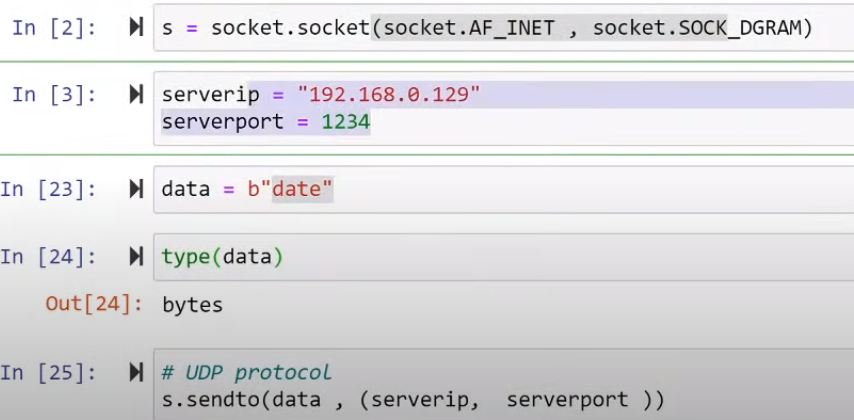 In [2]: s = socket.socket(socket.AF_INET , socket.SOCK_DGRAM)
In [3]: serverip = "192.168.0.129"
serverport = 1234
In [23]: data = b"date"
In [24]: type(data)
Out[24]: bytes
In [25]: # UDP protocol
s.sendto(data , (serverip, serverport ))